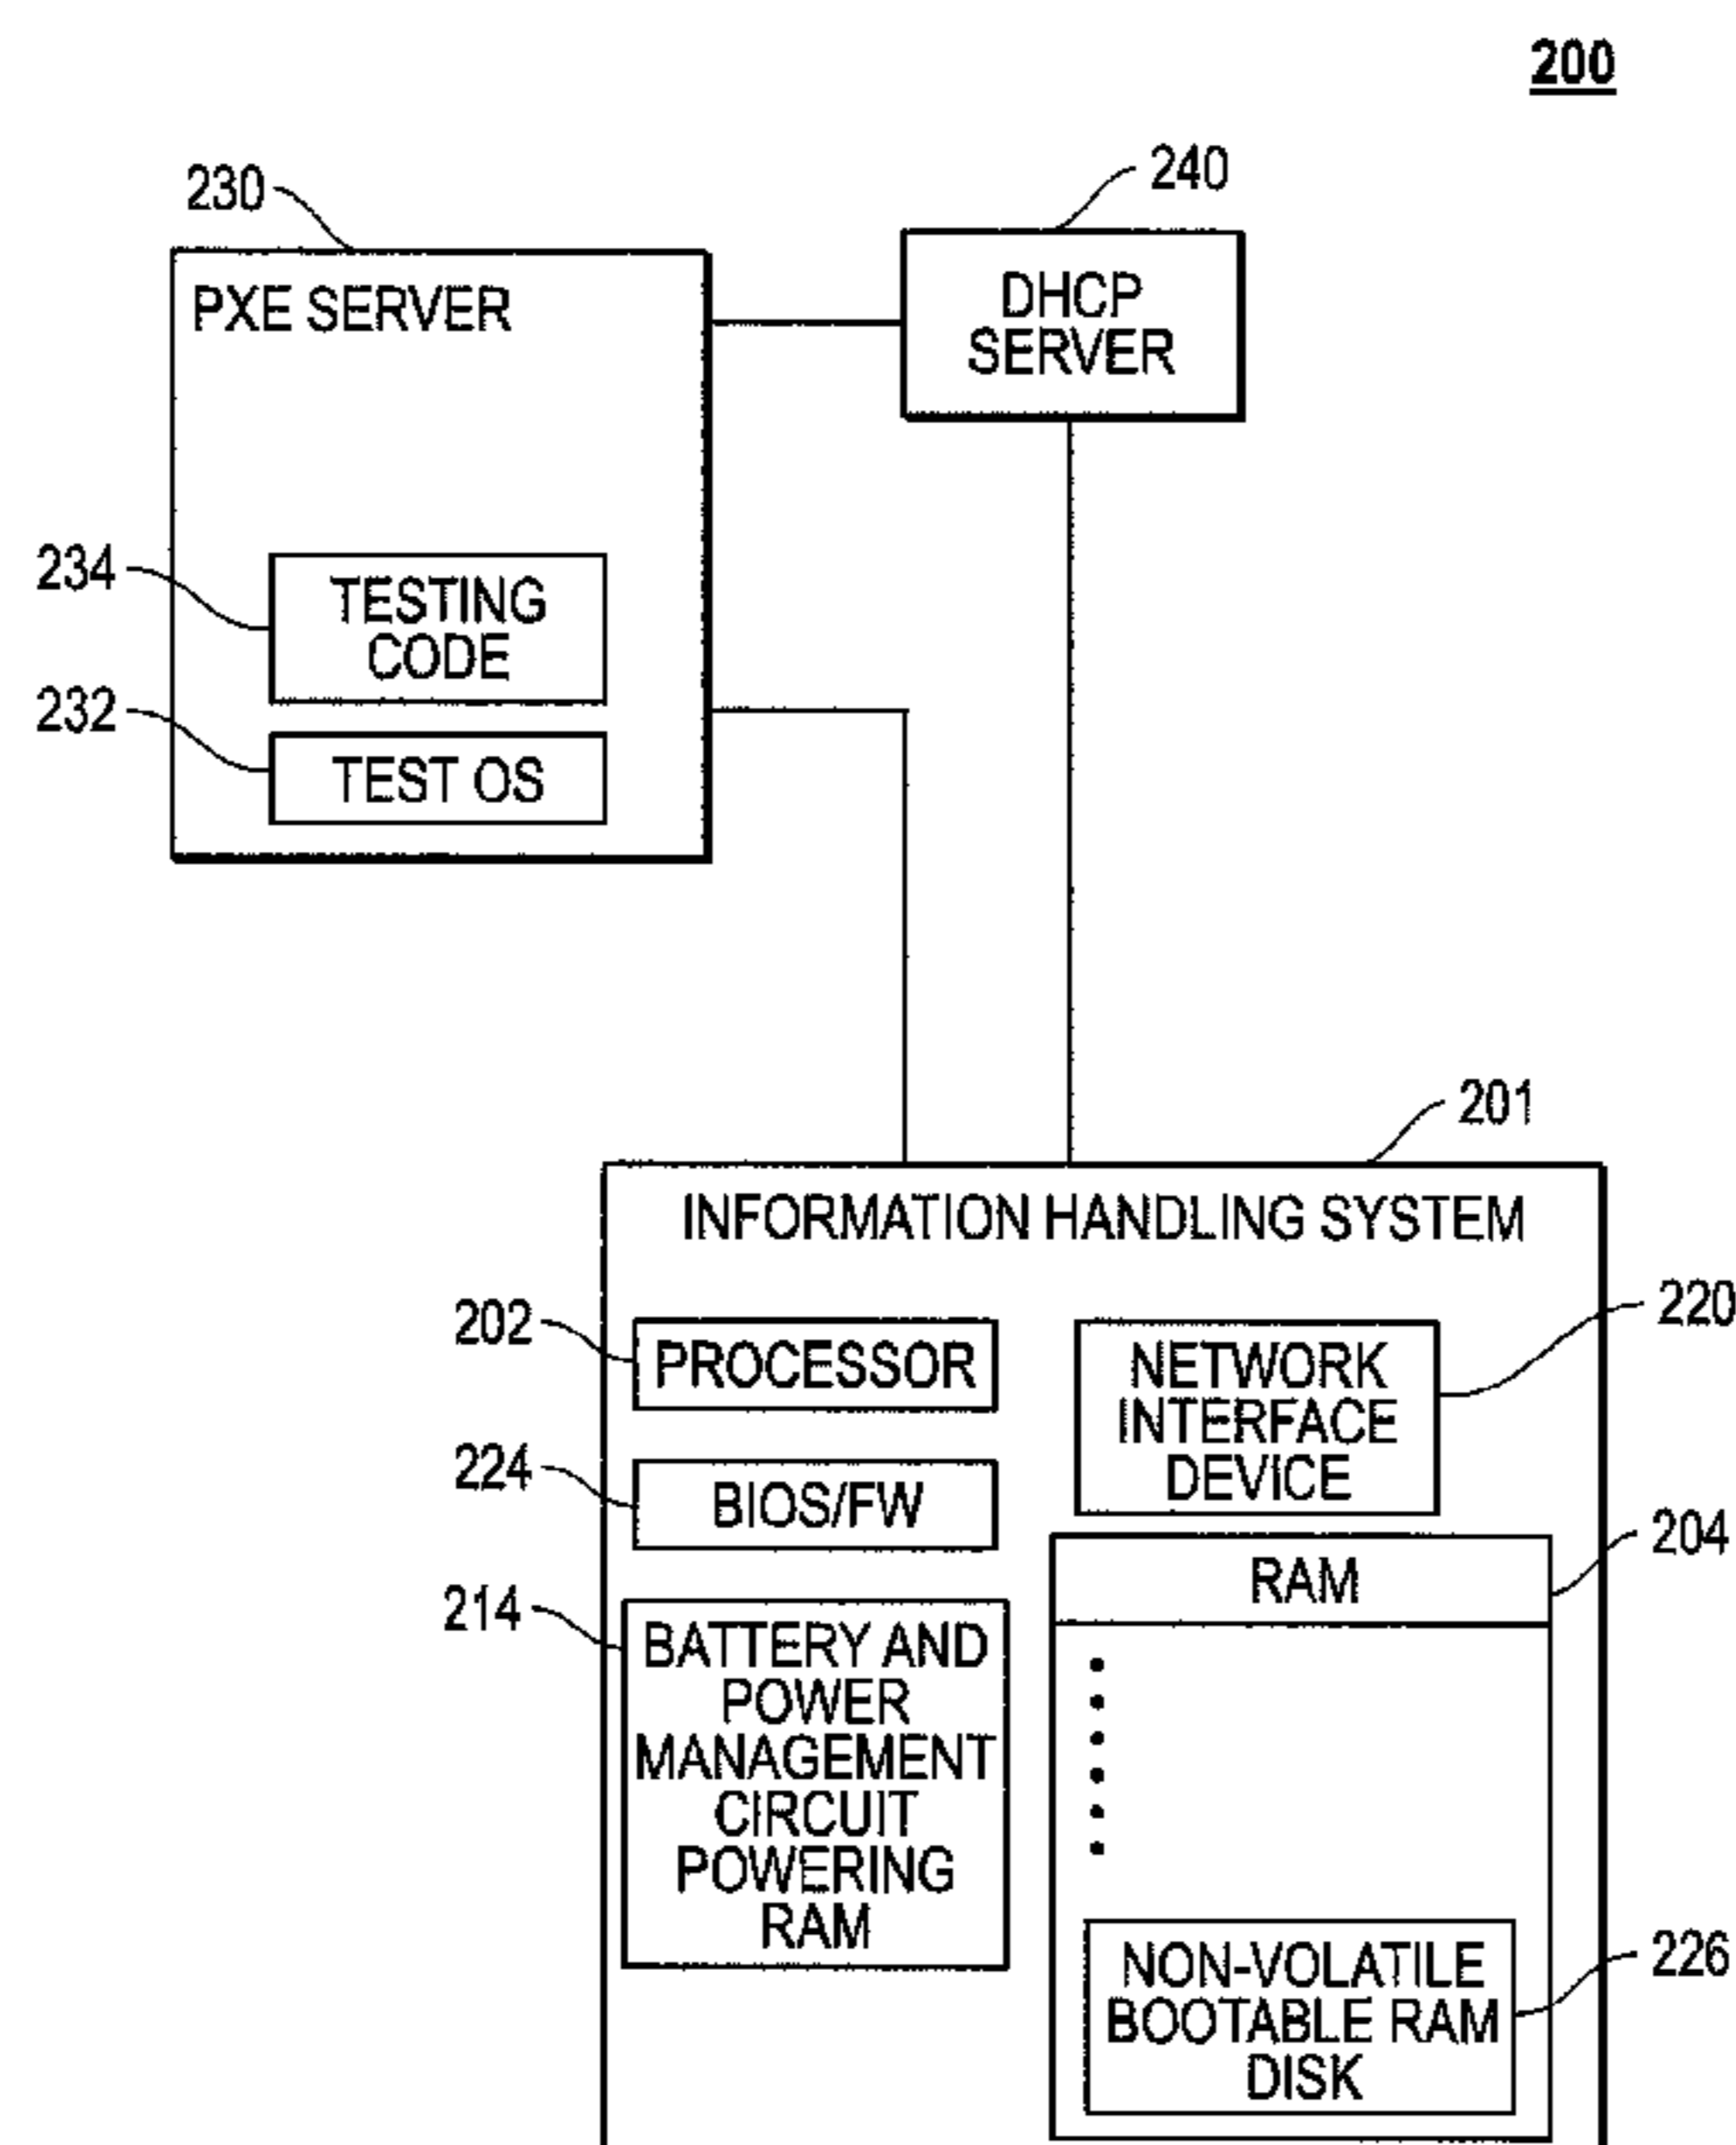 200
230
240
PXE SERVER
DHCP
SERVER
234
TESTING
CODE
232
TEST OS
201
INFORMATION HANDLING SYSTEM
202
PROCESSOR
220
NETWORK
INTERFACE
DEVICE
224
BIOS/FW
204
RAM
214
BATTERY AND
POWER
MANAGEMENT
CIRCUIT
POWERING
RAM
226
NON-VOLATILE
BOOTABLE RAM
DISK